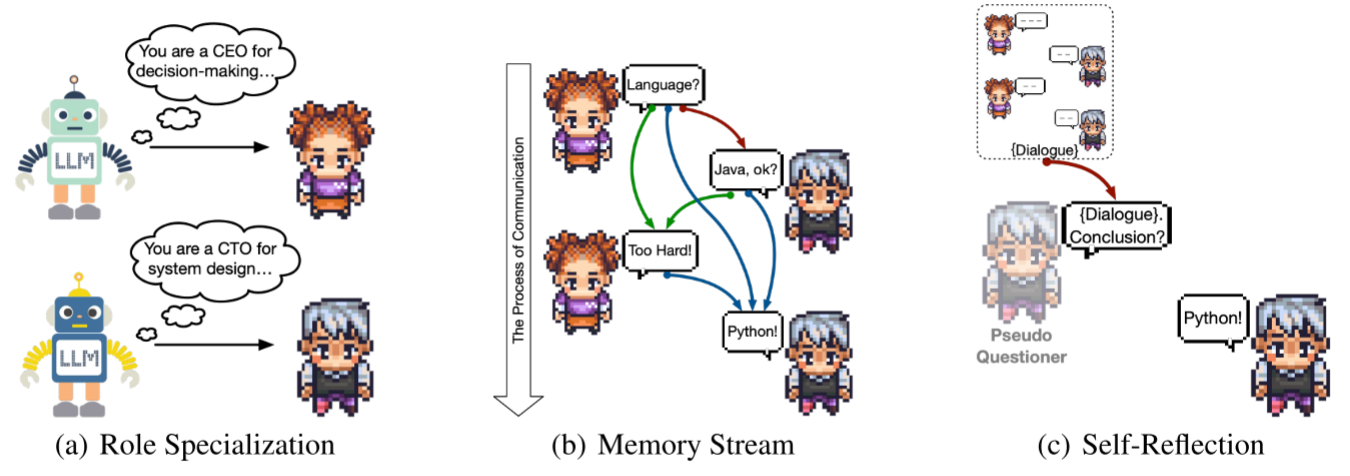 You are a CEO for
decision-making…
LLM
You are a CTO for
system design…
LLM
(a) Role Specialization
The Process of Communication
Language?
Java, ok?
Too Hard!
Python!
(b) Memory Stream
{Dialogue}
{Dialogue}.
Conclusion?
Pseudo
Questioner
Python!
(c) Self-Reflection